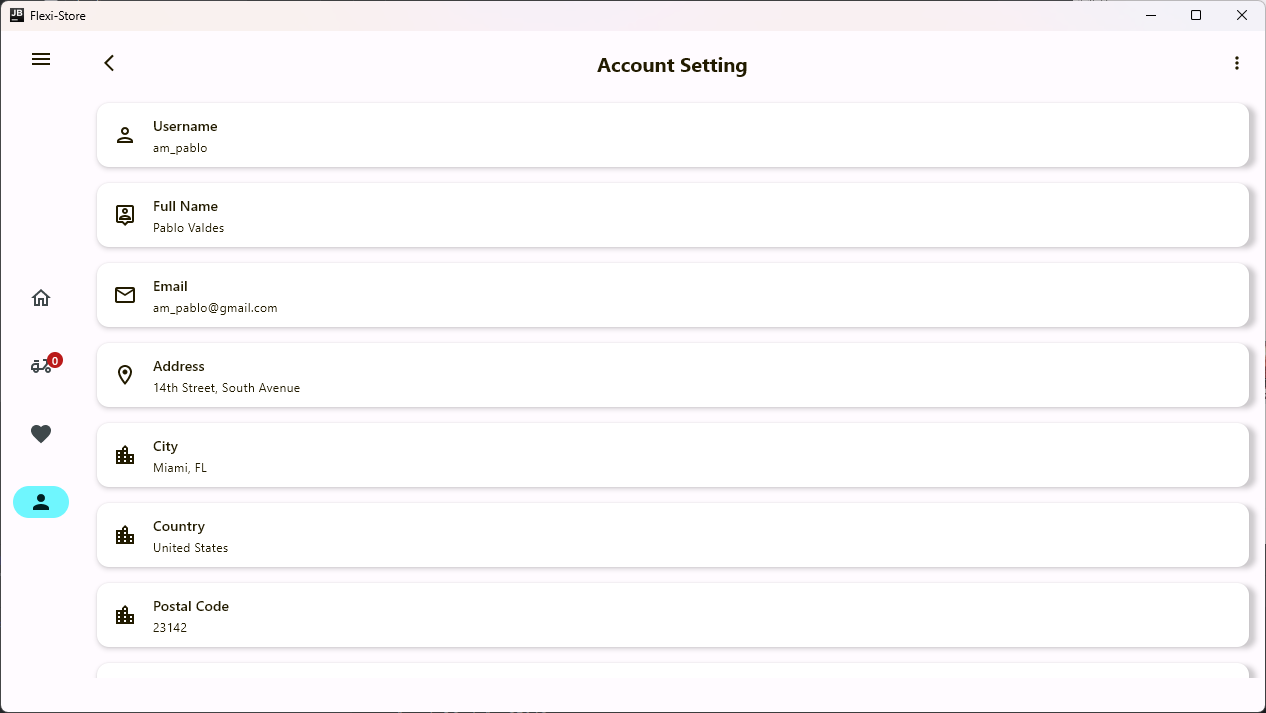 JB
Flexi-Store
Account Setting
Username
am_pablo
Full Name
Pablo Valdes
Email
am_pablo@gmail.com
Address
14th Street, South Avenue
0
City
Miami, FL
Country
United States
Postal Code
23142